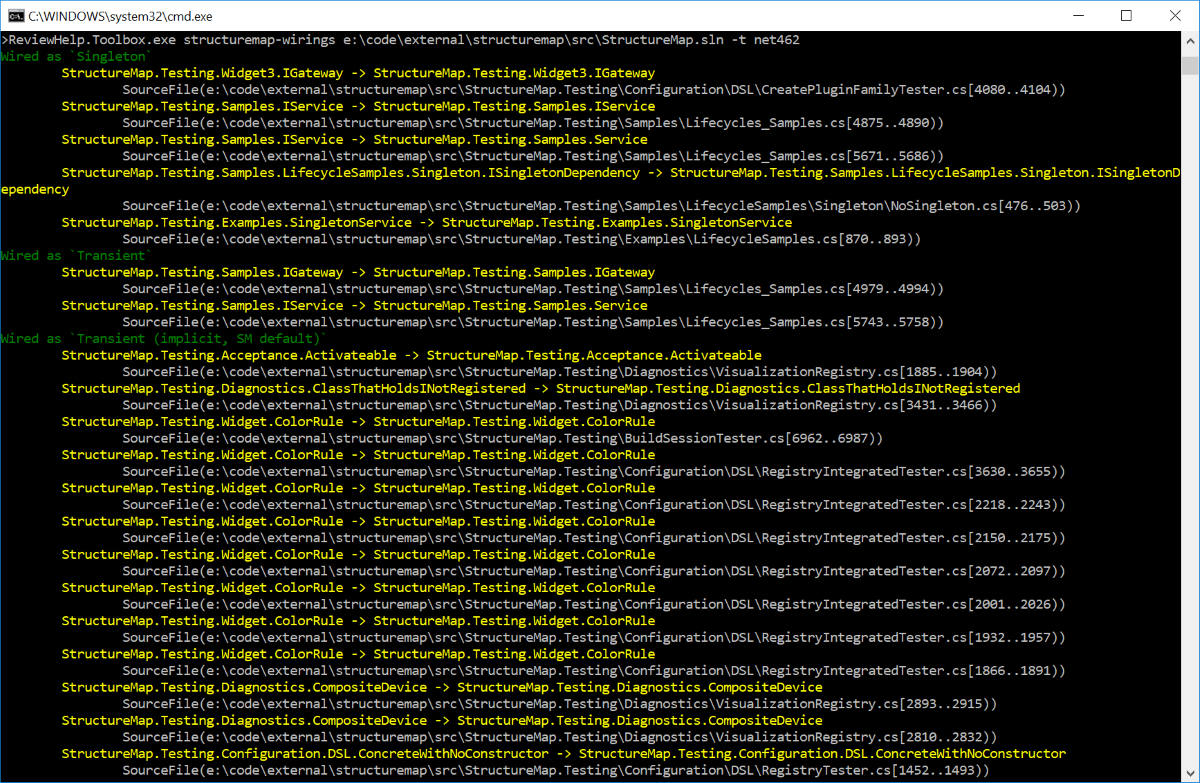 C:\WINDOWS\system32\cmd.exe
>ReviewHelp.Toolbox.exe structuremap-wirings e:\code\external\structuremap\src\StructureMap.sln -t net462
Wired as `Singleton`
StructureMap.Testing.Widget3.IGateway -> StructureMap.Testing.Widget3.IGateway
SourceFile(e:\code\external\structuremap\src\StructureMap.Testing\Configuration\DSL\CreatePluginFamilyTester.cs[4080..4104))
StructureMap.Testing.Samples.IService -> StructureMap.Testing.Samples.IService
SourceFile(e:\code\external\structuremap\src\StructureMap.Testing\Samples\Lifecycles_Samples.cs[4875..4890))
StructureMap.Testing.Samples.IService -> StructureMap.Testing.Samples.Service
SourceFile(e:\code\external\structuremap\src\StructureMap.Testing\Samples\Lifecycles_Samples.cs[5671..5686))
StructureMap.Testing.Samples.LifecycleSamples.Singleton.ISingletonDependency -> StructureMap.Testing.Samples.LifecycleSamples.Singleton.ISingletonD
ependency
SourceFile(e:\code\external\structuremap\src\StructureMap.Testing\Samples\LifecycleSamples\Singleton\NoSingleton.cs[476..503))
StructureMap.Testing.Examples.SingletonService -> StructureMap.Testing.Examples.SingletonService
SourceFile(e:\code\external\structuremap\src\StructureMap.Testing\Examples\LifecycleSamples.cs[870..893))
Wired as `Transient`
StructureMap.Testing.Samples.IGateway -> StructureMap.Testing.Samples.IGateway
SourceFile(e:\code\external\structuremap\src\StructureMap.Testing\Samples\Lifecycles_Samples.cs[4979..4994))
StructureMap.Testing.Samples.IService -> StructureMap.Testing.Samples.Service
SourceFile(e:\code\external\structuremap\src\StructureMap.Testing\Samples\Lifecycles_Samples.cs[5743..5758))
Wired as `Transient (implicit, SM default)`
StructureMap.Testing.Acceptance.Activateable -> StructureMap.Testing.Acceptance.Activateable
SourceFile(e:\code\external\structuremap\src\StructureMap.Testing\Diagnostics\VisualizationRegistry.cs[1885..1904))
StructureMap.Testing.Diagnostics.ClassThatHoldsINotRegistered -> StructureMap.Testing.Diagnostics.ClassThatHoldsINotRegistered
SourceFile(e:\code\external\structuremap\src\StructureMap.Testing\Diagnostics\VisualizationRegistry.cs[3431..3466))
StructureMap.Testing.Widget.ColorRule -> StructureMap.Testing.Widget.ColorRule
SourceFile(e:\code\external\structuremap\src\StructureMap.Testing\BuildSessionTester.cs[6962..6987))
StructureMap.Testing.Widget.ColorRule -> StructureMap.Testing.Widget.ColorRule
SourceFile(e:\code\external\structuremap\src\StructureMap.Testing\Configuration\DSL\RegistryIntegratedTester.cs[3630..3655))
StructureMap.Testing.Widget.ColorRule -> StructureMap.Testing.Widget.ColorRule
SourceFile(e:\code\external\structuremap\src\StructureMap.Testing\Configuration\DSL\RegistryIntegratedTester.cs[2218..2243))
StructureMap.Testing.Widget.ColorRule -> StructureMap.Testing.Widget.ColorRule
SourceFile(e:\code\external\structuremap\src\StructureMap.Testing\Configuration\DSL\RegistryIntegratedTester.cs[2150..2175))
StructureMap.Testing.Widget.ColorRule -> StructureMap.Testing.Widget.ColorRule
SourceFile(e:\code\external\structuremap\src\StructureMap.Testing\Configuration\DSL\RegistryIntegratedTester.cs[2072..2097))
StructureMap.Testing.Widget.ColorRule -> StructureMap.Testing.Widget.ColorRule
SourceFile(e:\code\external\structuremap\src\StructureMap.Testing\Configuration\DSL\RegistryIntegratedTester.cs[2001..2026))
StructureMap.Testing.Widget.ColorRule -> StructureMap.Testing.Widget.ColorRule
SourceFile(e:\code\external\structuremap\src\StructureMap.Testing\Configuration\DSL\RegistryIntegratedTester.cs[1932..1957))
StructureMap.Testing.Widget.ColorRule -> StructureMap.Testing.Widget.ColorRule
SourceFile(e:\code\external\structuremap\src\StructureMap.Testing\Configuration\DSL\RegistryIntegratedTester.cs[1866..1891))
StructureMap.Testing.Diagnostics.CompositeDevice -> StructureMap.Testing.Diagnostics.CompositeDevice
SourceFile(e:\code\external\structuremap\src\StructureMap.Testing\Diagnostics\VisualizationRegistry.cs[2893..2915))
StructureMap.Testing.Diagnostics.CompositeDevice -> StructureMap.Testing.Diagnostics.CompositeDevice
SourceFile(e:\code\external\structuremap\src\StructureMap.Testing\Diagnostics\VisualizationRegistry.cs[2810..2832))
StructureMap.Testing.Configuration.DSL.ConcreteWithNoConstructor -> StructureMap.Testing.Configuration.DSL.ConcreteWithNoConstructor
SourceFile(e:\code\external\structuremap\src\StructureMap.Testing\Configuration\DSL\RegistryTester.cs[1452..1493))